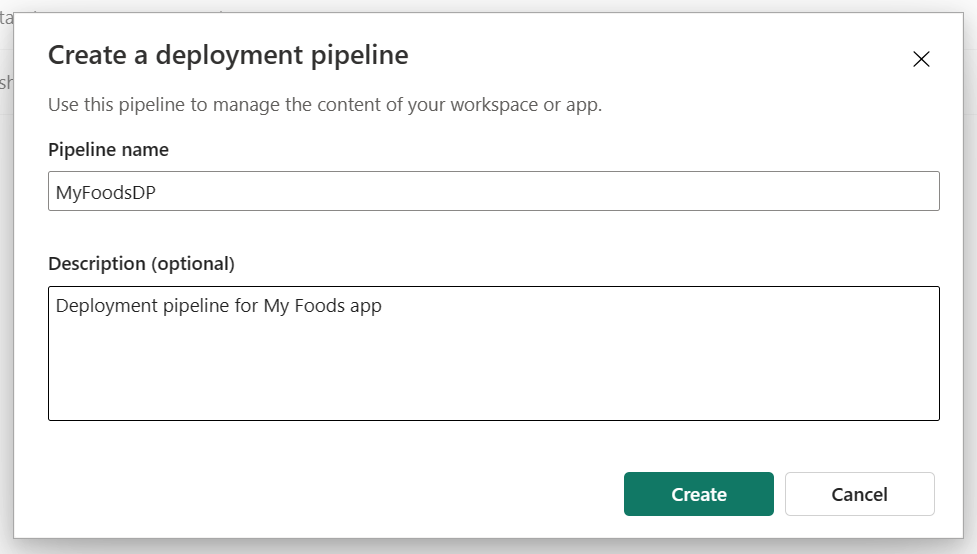 Create a deployment pipeline
Use this pipeline to manage the content of your workspace or app.
Pipeline name
MyFoodsDP
Description (optional)
Deployment pipeline for My Foods app
Create
Cancel